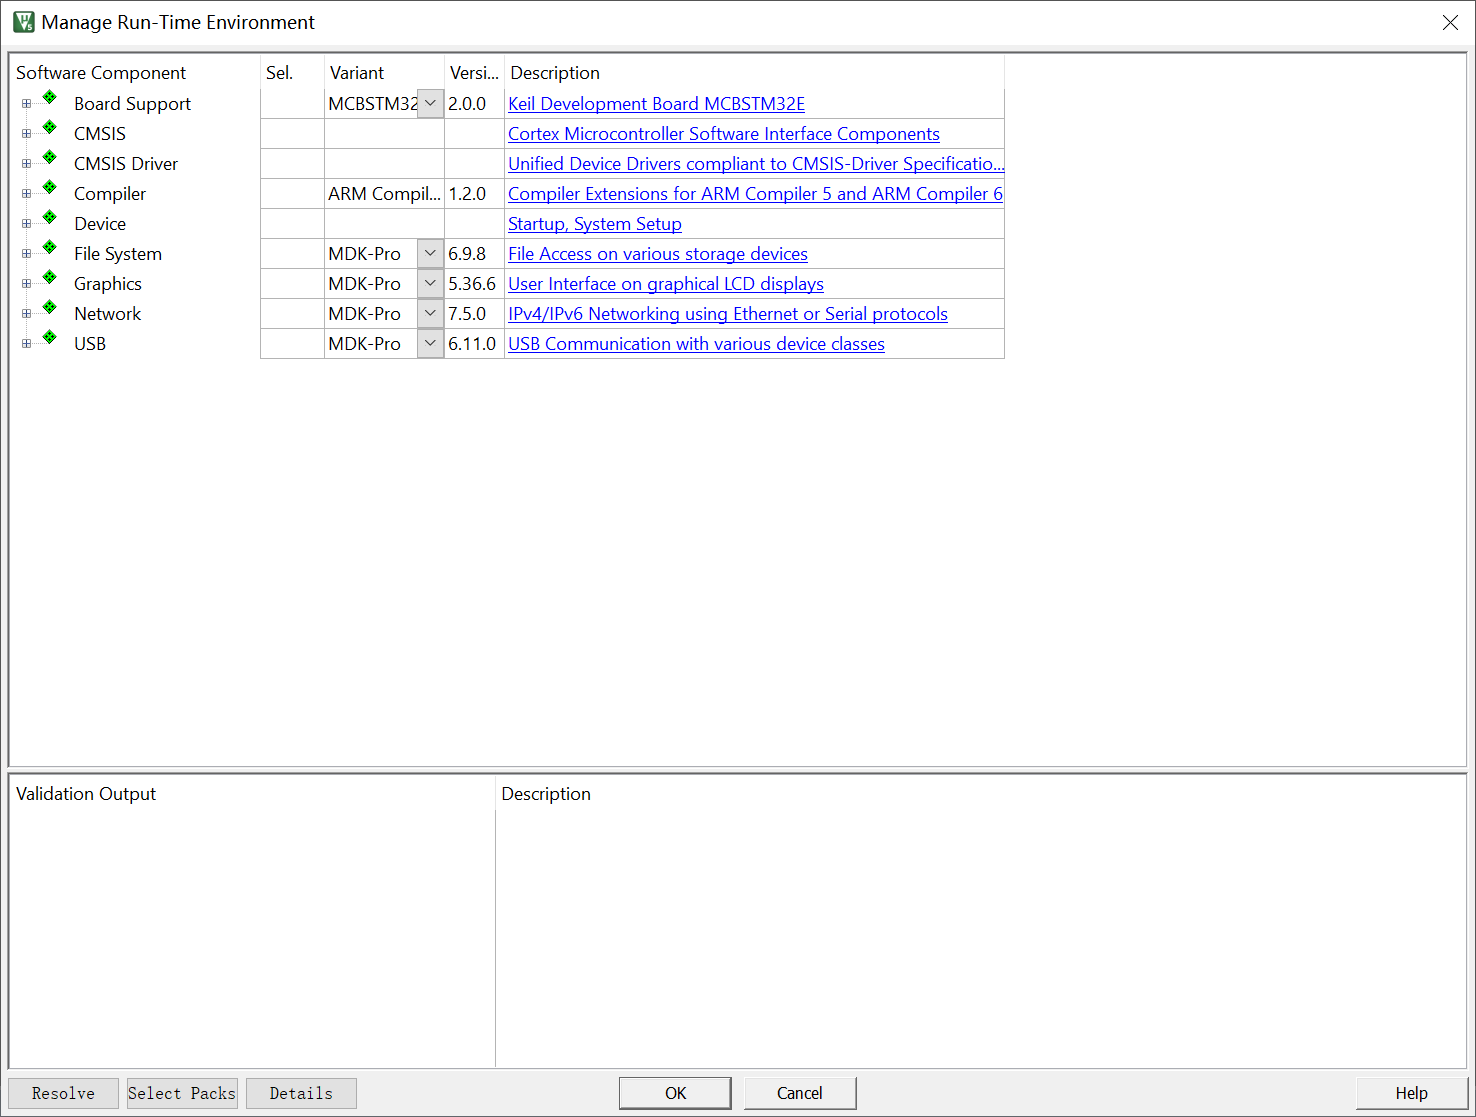 Manage Run-Time Environment
Software Component Sel. Variant Versi... Description
Board Support MCBSTM32 2.0.0 Keil Development Board MCBSTM32E
CMSIS Cortex Microcontroller Software Interface Components
CMSIS Driver Unified Device Drivers compliant to CMSIS-Driver Specificatio...
Compiler ARM Compil... 1.2.0 Compiler Extensions for ARM Compiler 5 and ARM Compiler 6
Device Startup, System Setup
File System MDK-Pro 6.9.8 File Access on various storage devices
Graphics MDK-Pro 5.36.6 User Interface on graphical LCD displays
Network MDK-Pro 7.5.0 IPv4/IPv6 Networking using Ethernet or Serial protocols
USB MDK-Pro 6.11.0 USB Communication with various device classes
Validation Output Description
Resolve Select Packs Details OK Cancel Help